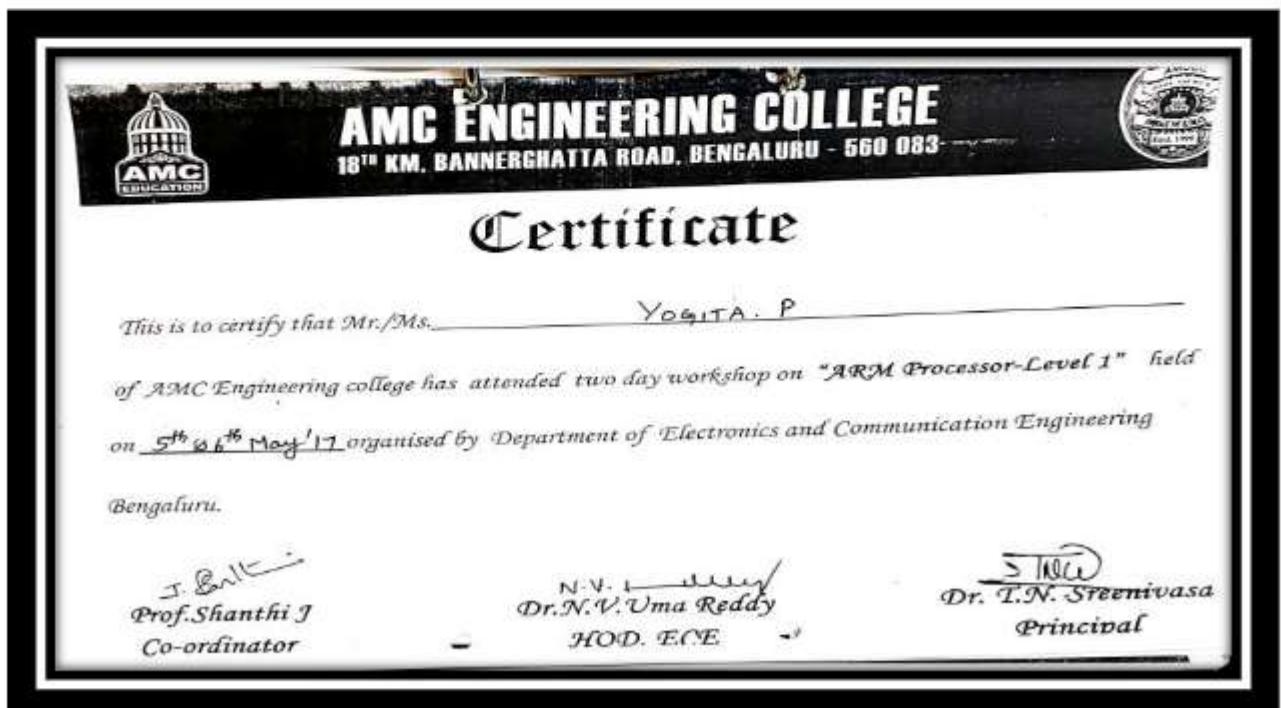 AMC ENGINEERING COLLEGE
18TH KM. BANNERGHATTA ROAD, BENGALURU - 560 083
AMC
EDUCATION
Certificate
This is to certify that Mr./Ms. YOGITA. P
of AMC Engineering college has attended two day workshop on "ARM Processor-Level 1" held
on 5th & 6th May'17 organised by Department of Electronics and Communication Engineering
Bengaluru.
Prof.Shanthi J
Co-ordinator
N.V.
Dr.N.V.Uma Reddy
HOD. ECE
Dr. T.N. Sreenivasa
Principal